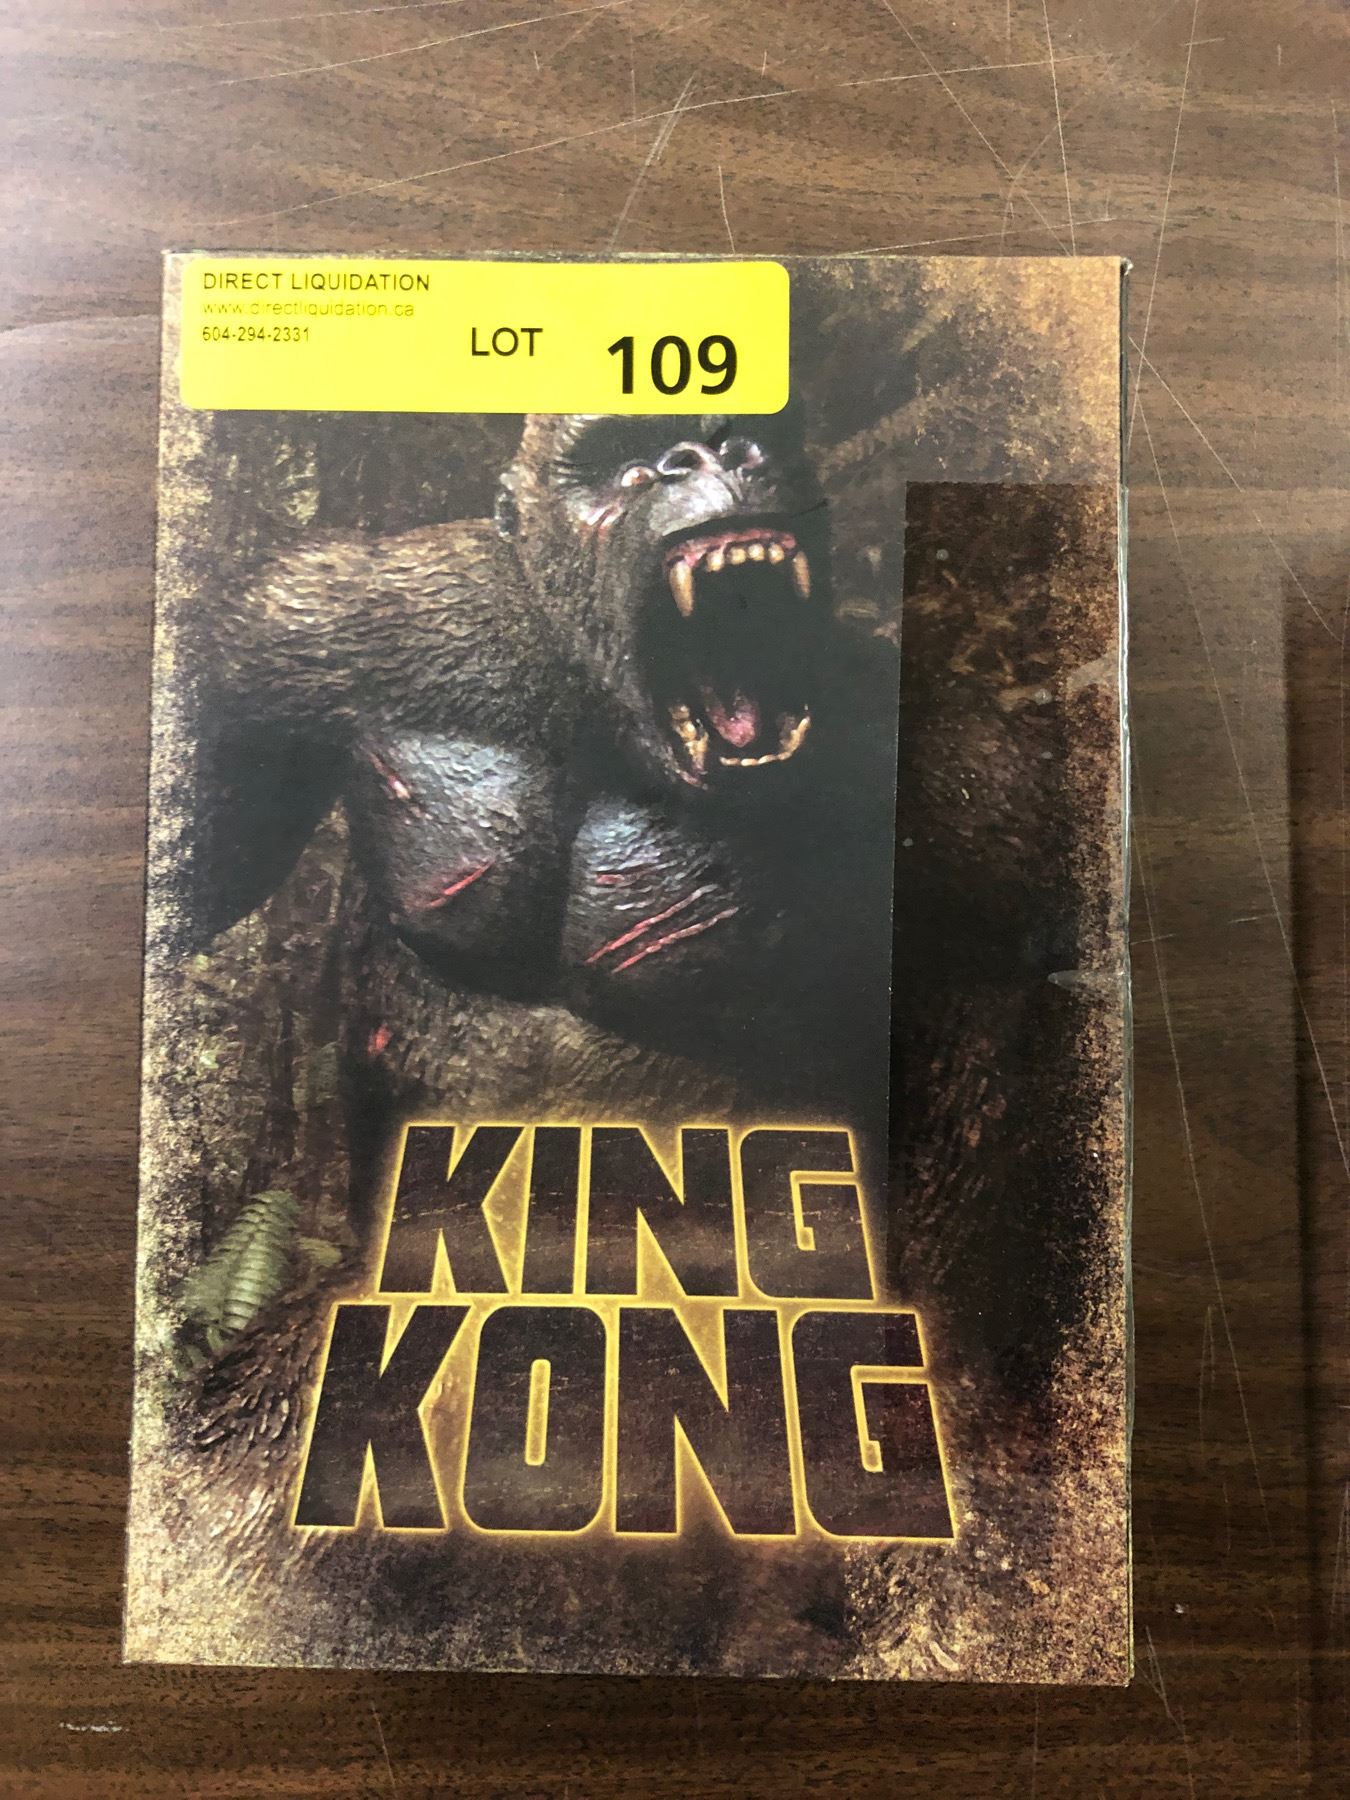 DIRECT LIQUIDATION
www.directliquidation.ca
604-294-2331
LOT 109
KING
KONG